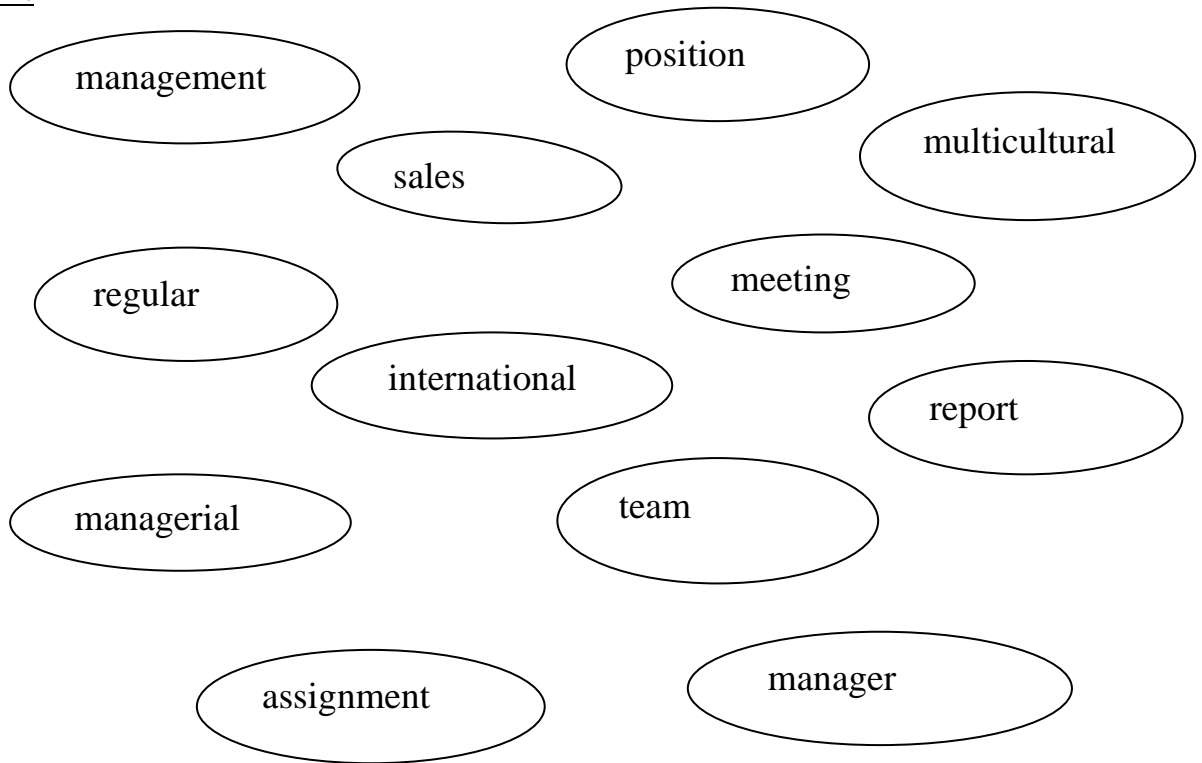 management
position
multicultural
sales
regular
meeting
international
report
managerial
team
assignment
manager